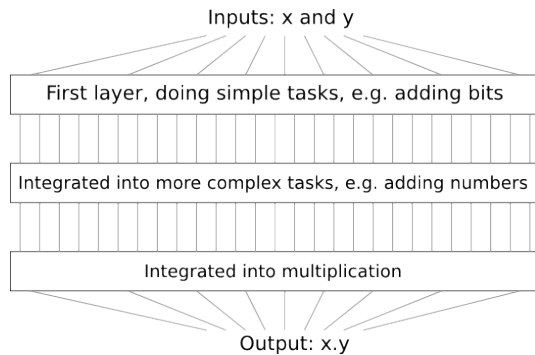 Inputs: x and y
First layer, doing simple tasks, e.g. adding bits
Integrated into more complex tasks, e.g. adding numbers
Integrated into multiplication
Output: x.y